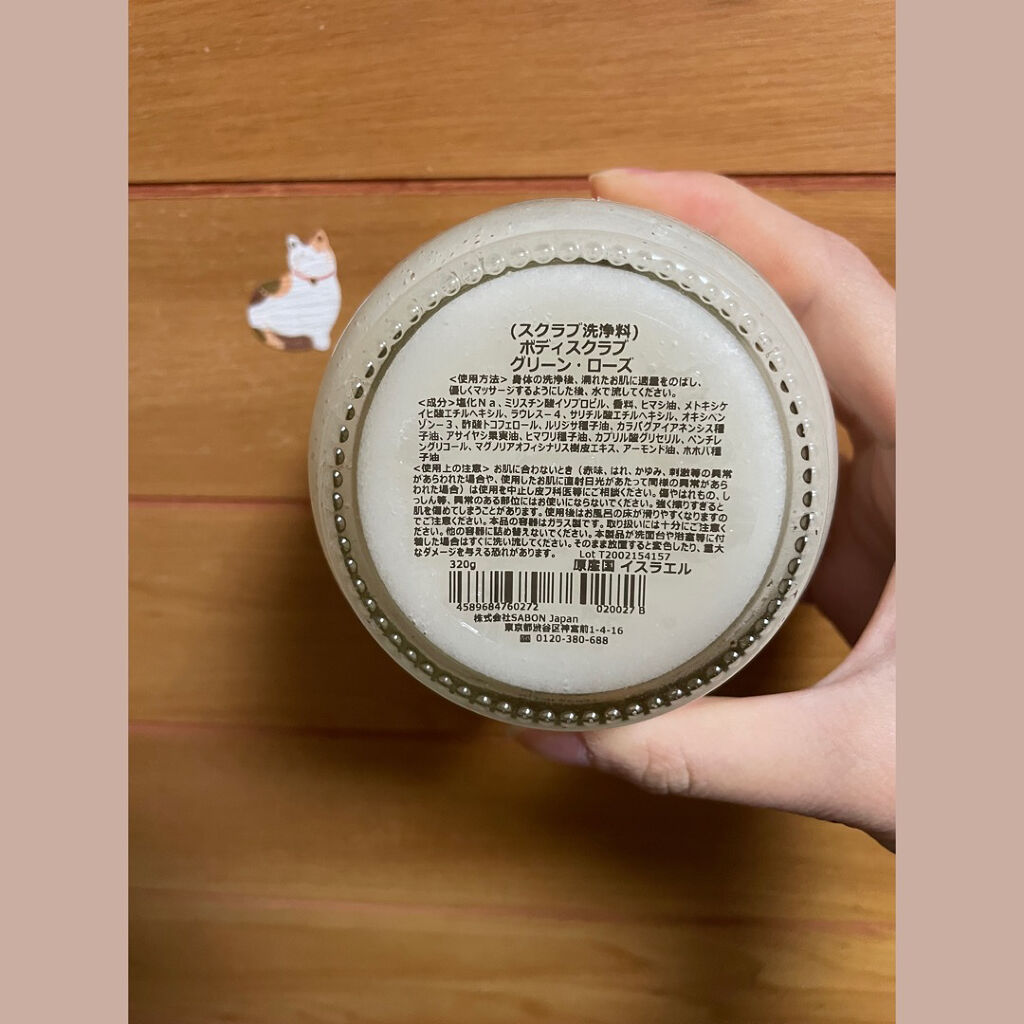 (スクラブ洗浄料)
ボディスクラブ
グリーン・ローズ
<使用方法> 身体の洗浄後、濡れたお肌に適量をのばし、
優しくマッサージするようにした後、水で流してください。
<成分>塩化Na、ミリスチン酸イソプロピル、香料、ヒマシ油、メトキシケ
イヒ酸エチルヘキシル、ラウレス-4、サリチル酸エチルヘキシル、オキシベン
ゾン-3、酢酸トコフェロール、ルリジサ種子油、カラパグアイアネンシス種
子油、アサイヤシ果実油、ヒマワリ種子油、カプリル酸グリセリル、ペンチレ
ングリコール、マグノリアオフィシナリス樹皮エキス、アーモンド油、ホホバ種
子油
<使用上の注意> お肌に合わないとき(赤味、はれ、かゆみ、刺激等の異常
があらわれた場合や、使用したお肌に直射日光があたって同様の異常があら
われた場合)は使用を中止し皮フ科医等にご相談ください。傷やはれもの、し
っしん等、異常のある部位にはお使いにならないでください。強く擦りすぎると
肌を傷めてしまうことがあります。使用後はお風呂の床が滑りやすくなりますの
でご注意ください。本品の容器はガラス製です。取り扱いには十分にご注意く
ださい。他の容器に詰め替えないでください。本製品が洗面台や浴室等に付
着した場合はすぐに洗い流してください。そのまま放置すると変色したり、重大
なダメージを与える恐れがあります。 Lot T2002154157
320g 原産国 イスラエル
4589684760272 020027 B
株式会社SABON Japan
東京都渋谷区神宮前1-4-16
0120-380-688